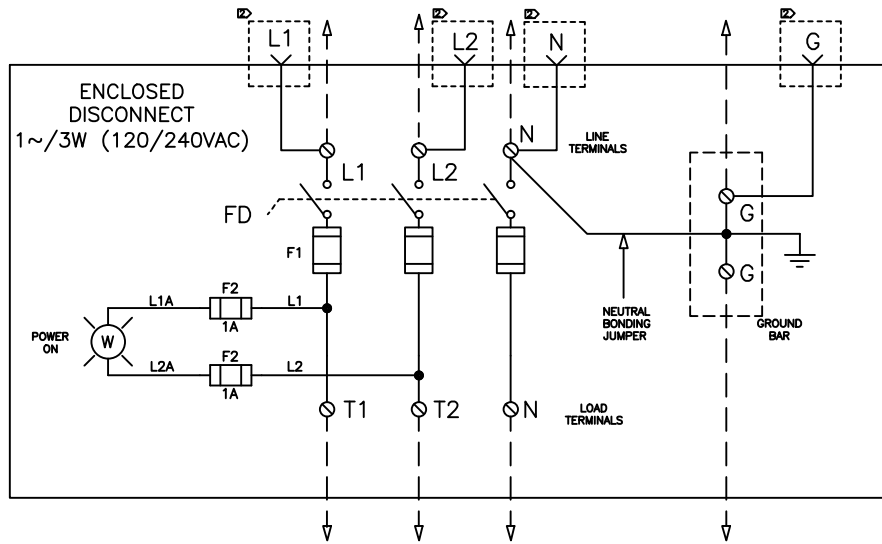 2 2 2 2
L1 L2 N G
ENCLOSED
DISCONNECT
1~/3W (120/240VAC)
N LINE
TERMINALS
L1 L2
FD G
F1
G
F2
L1A L1
1A
NEUTRAL
BONDING
JUMPER
GROUND
BAR
POWER
ON
W
F2
L2A L2
1A
T1 T2 N LOAD
TERMINALS